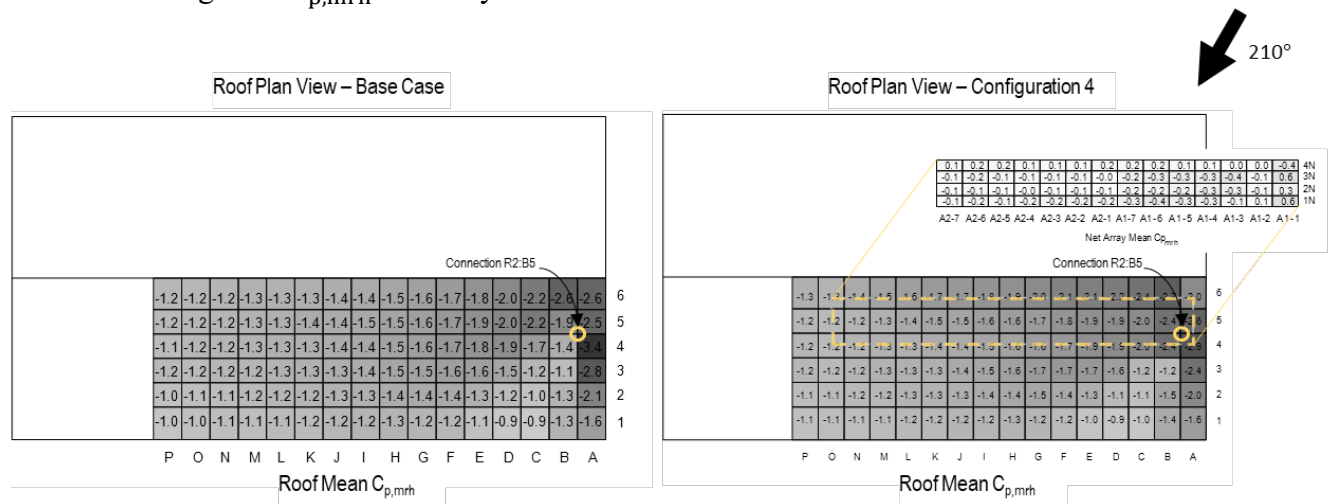 p,mrh
210°
Roof Plan View – Base Case
Connection R2:B5
-1.2 -1.2 -1.2 -1.3 -1.3 -1.3 -1.4 -1.4 -1.5 -1.6 -1.7 -1.8 -2.0 -2.2 -2.6 -2.6 6
-1.2 -1.2 -1.2 -1.3 -1.4 -1.4 -1.4 -1.5 -1.5 -1.6 -1.7 -1.9 -2.0 -2.2 -1.9 -2.5 5
-1.1 -1.2 -1.2 -1.2 -1.3 -1.3 -1.4 -1.4 -1.5 -1.6 -1.7 -1.8 -1.9 -1.7 -1.4 -3.4 4
-1.2 -1.2 -1.2 -1.2 -1.3 -1.3 -1.4 -1.4 -1.5 -1.5 -1.6 -1.6 -1.5 -1.2 -1.1 -2.8 3
-1.0 -1.1 -1.1 -1.2 -1.2 -1.2 -1.3 -1.3 -1.4 -1.4 -1.4 -1.3 -1.2 -1.0 -1.3 -2.1 2
-1.0 -1.0 -1.1 -1.1 -1.1 -1.2 -1.2 -1.2 -1.3 -1.2 -1.2 -1.1 -0.9 -0.9 -1.3 -1.6 1
P O N M L K J I H G F E D C B A
Roof Mean Cp,mrh
Roof Plan View – Configuration 4
0.1 0.2 0.2 0.1 0.1 0.1 0.2 0.2 0.2 0.1 0.1 0.0 0.0 -0.4 4N
-0.1 -0.2 -0.1 -0.1 -0.1 -0.1 -0.0 -0.2 -0.3 -0.3 -0.3 -0.4 -0.1 0.6 3N
-0.1 -0.1 -0.1 -0.0 -0.1 -0.1 -0.1 -0.2 -0.2 -0.2 -0.3 -0.3 -0.1 0.3 2N
-0.1 -0.2 -0.1 -0.2 -0.2 -0.2 -0.2 -0.3 -0.4 -0.3 -0.3 -0.1 0.1 0.6 1N
A2-7 A2-6 A2-5 A2-4 A2-3 A2-2 A2-1 A1-7 A1-6 A1-5 A1-4 A1-3 A1-2 A1-1
Net Array Mean Cpmrh
Connection R2:B5
-1.3 6
-1.2 -1.2 -1.2 -1.3 -1.4 -1.5 -1.5 -1.6 -1.6 -1.7 -1.8 -1.9 -1.9 -2.0 -2.4 5
-1.2 4
-1.2 -1.2 -1.2 -1.3 -1.3 -1.3 -1.4 -1.5 -1.6 -1.7 -1.7 -1.7 -1.6 -1.2 -1.2 -2.4 3
-1.1 -1.1 -1.2 -1.2 -1.3 -1.3 -1.3 -1.4 -1.4 -1.5 -1.4 -1.3 -1.1 -1.1 -1.5 -2.0 2
-1.1 -1.1 -1.1 -1.1 -1.2 -1.2 -1.2 -1.2 -1.3 -1.2 -1.2 -1.0 -0.9 -1.0 -1.4 -1.6 1
P O N M L K J I H G F E D C B A
Roof Mean Cp,mrh